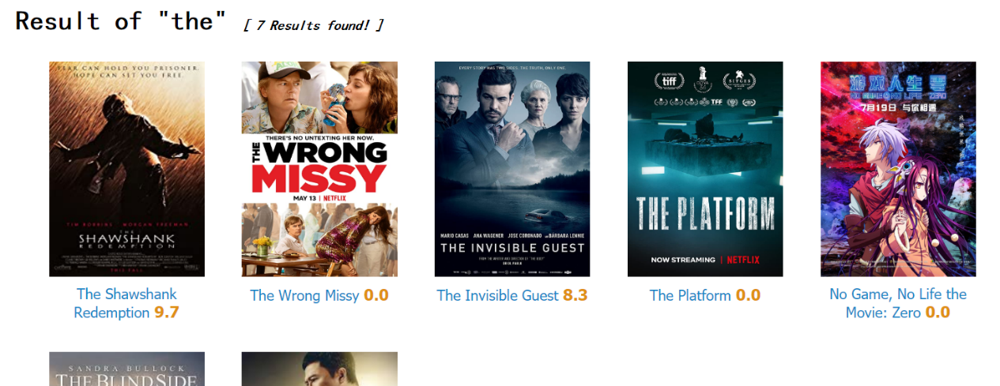 Result of "the" [ 7 Results found! ]
FEAR CAN HOLD YOU PRISONER.
HOPE CAN SET YOU FREE.
TIM ROBBINS MORGAN FREEMAN
THE
SHAWSHANK
REDEMPTION
THIS FALL
THERE'S NO UNTEXTING HER NOW.
THE WRONG
MISSY
MAY 13 | NETFLIX
EVERY STORY HAS TWO SIDES. THE TRUTH, ONLY ONE.
MARIO CASAS ANA WAGENER JOSE CORONADO BÁRBARA LENNIE
THE INVISIBLE GUEST
FROM THE WRITER AND DIRECTOR OF "THE BODY"
ORIOL PAULO
tiff
SITGES
TFF
THE PLATFORM
NOW STREAMING | NETFLIX
游戏人生 零
NO GAME NO LIFE ZERO
7月19日 与你相遇
The Shawshank
Redemption 9.7
The Wrong Missy 0.0
The Invisible Guest 8.3
The Platform 0.0
No Game, No Life the
Movie: Zero 0.0
SANDRA BULLOCK
THE BLIND SIDE